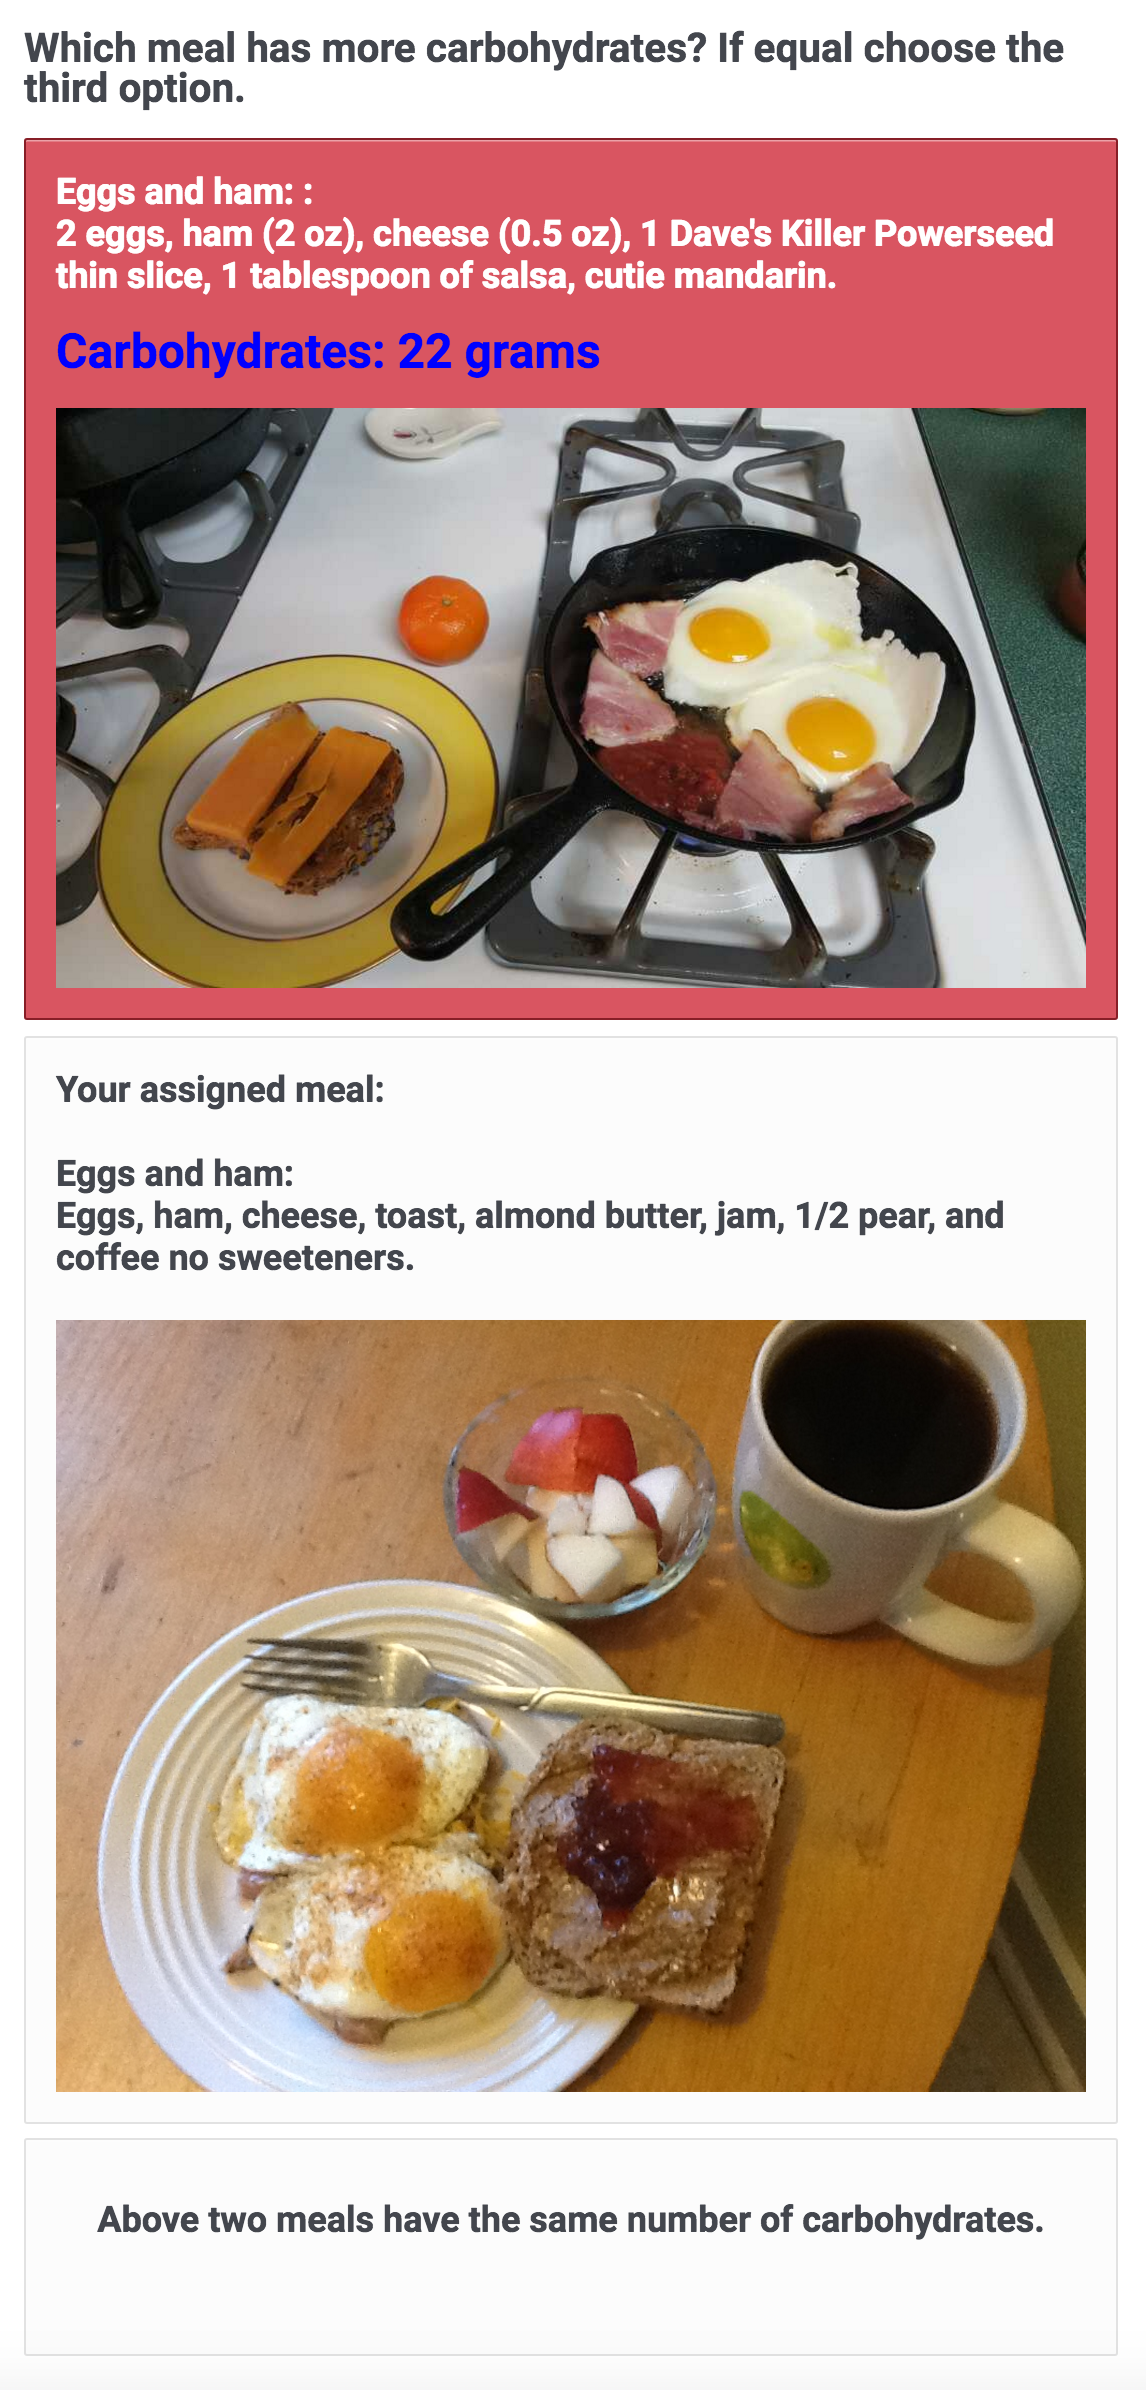 Which meal has more carbohydrates? If equal choose the
third option.
Eggs and ham: :
2 eggs, ham (2 oz), cheese (0.5 oz), 1 Dave's Killer Powerseed
thin slice, 1 tablespoon of salsa, cutie mandarin.
Carbohydrates: 22 grams
Your assigned meal:
Eggs and ham:
Eggs, ham, cheese, toast, almond butter, jam, 1/2 pear, and
coffee no sweeteners.
Above two meals have the same number of carbohydrates.